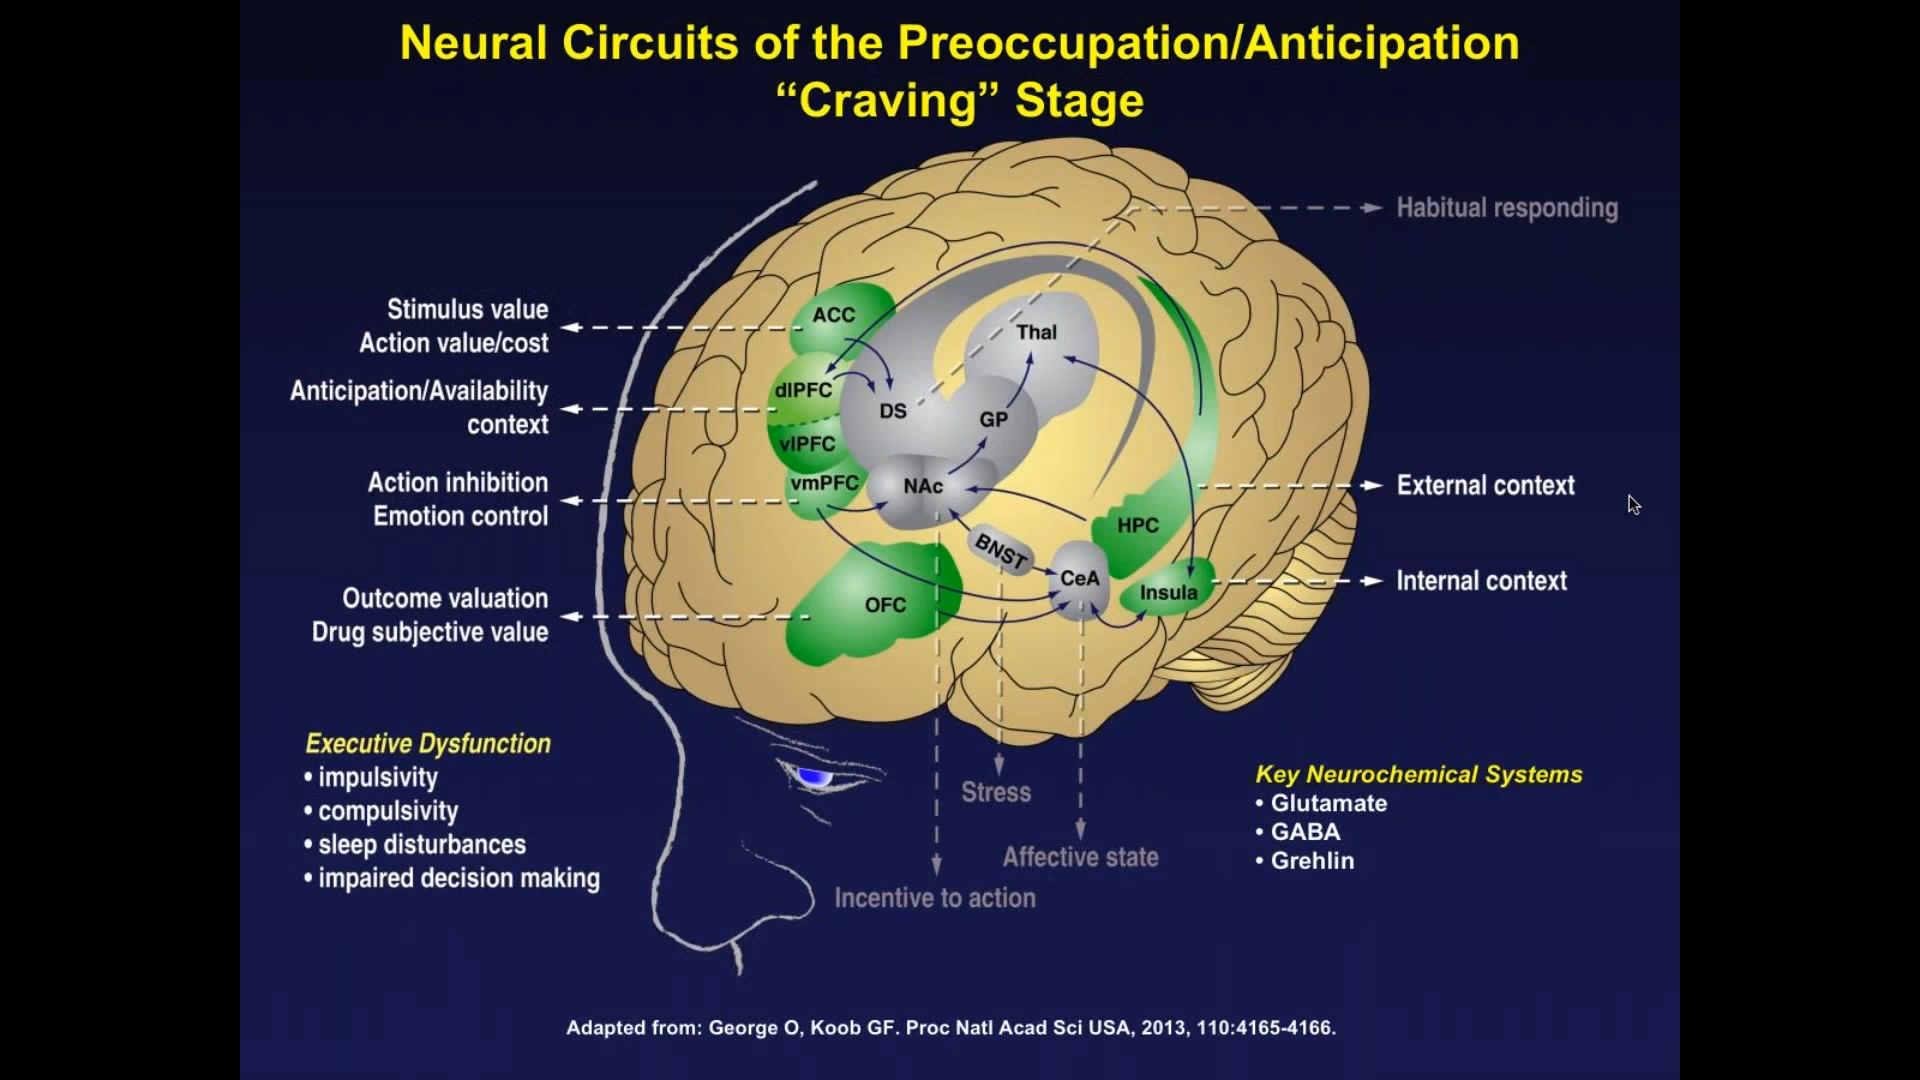 Neural Circuits of the Preoccupation/Anticipation
“Craving” Stage
Habitual responding
Stimulus value
Action value/cost
Anticipation/Availability
context
Action inhibition
Emotion control
Outcome valuation
Drug subjective value
ACC
dlPFC
vlPFC
vmPFC
OFC
DS
GP
Thal
NAc
BNST
CeA
HPC
Insula
External context
Internal context
Stress
Affective state
Incentive to action
Executive Dysfunction
• impulsivity
• compulsivity
• sleep disturbances
• impaired decision making
Key Neurochemical Systems
• Glutamate
• GABA
• Grehlin
Adapted from: George O, Koob GF. Proc Natl Acad Sci USA, 2013, 110:4165-4166.